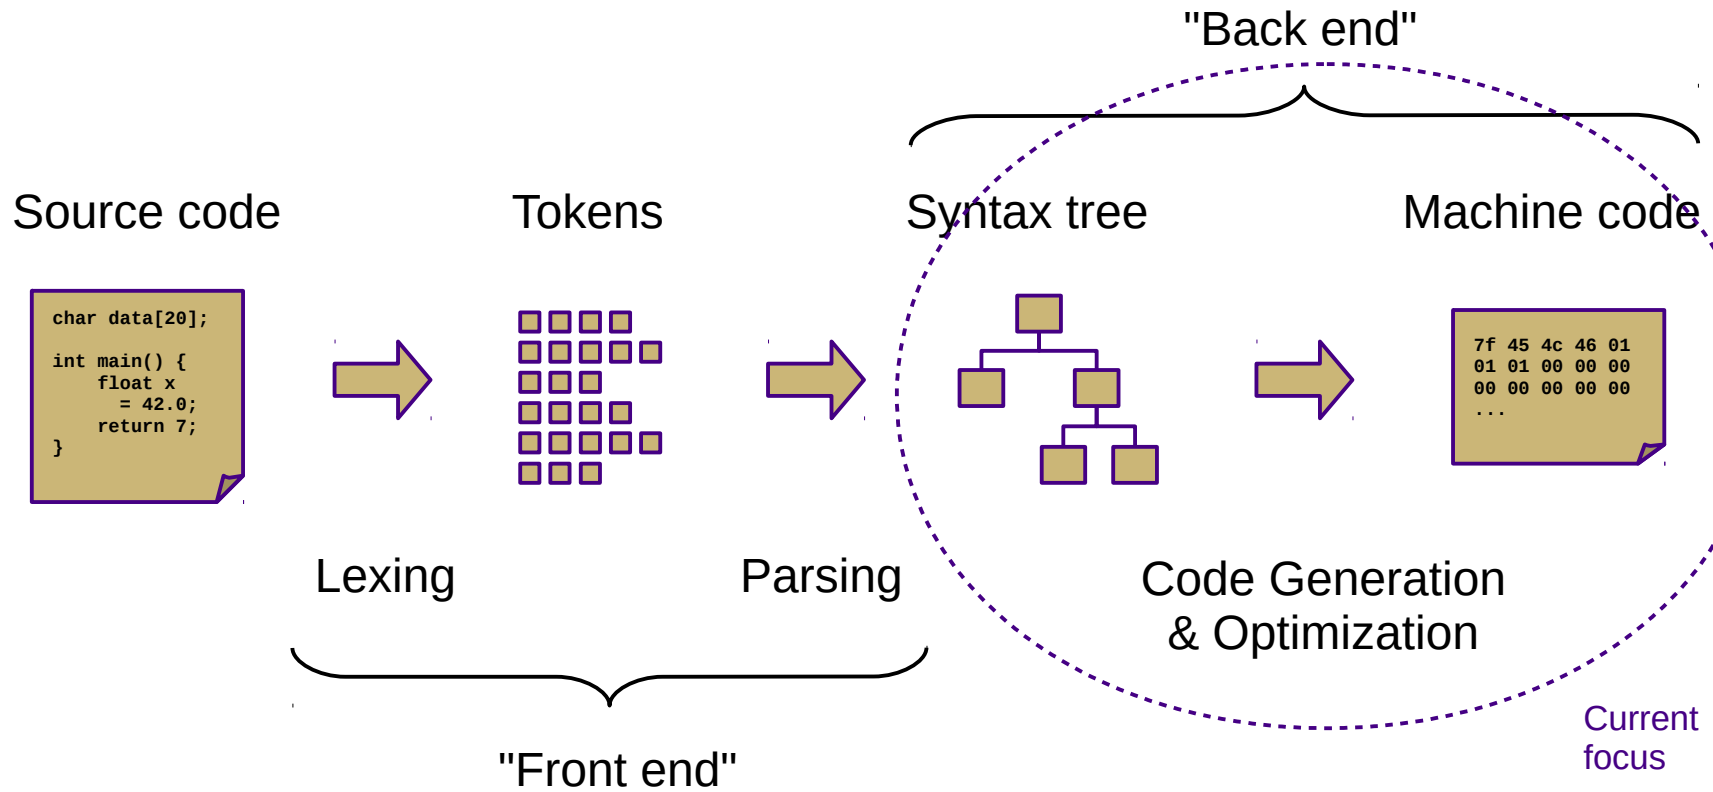 "Back end"
Source code
Tokens
Syntax tree
Machine code
char data[20];
int main() {
    float x
      = 42.0;
    return 7;
}
7f 45 4c 46 01
01 01 00 00 00
00 00 00 00 00
...
Lexing
Parsing
Code Generation
& Optimization
"Front end"
Current
focus